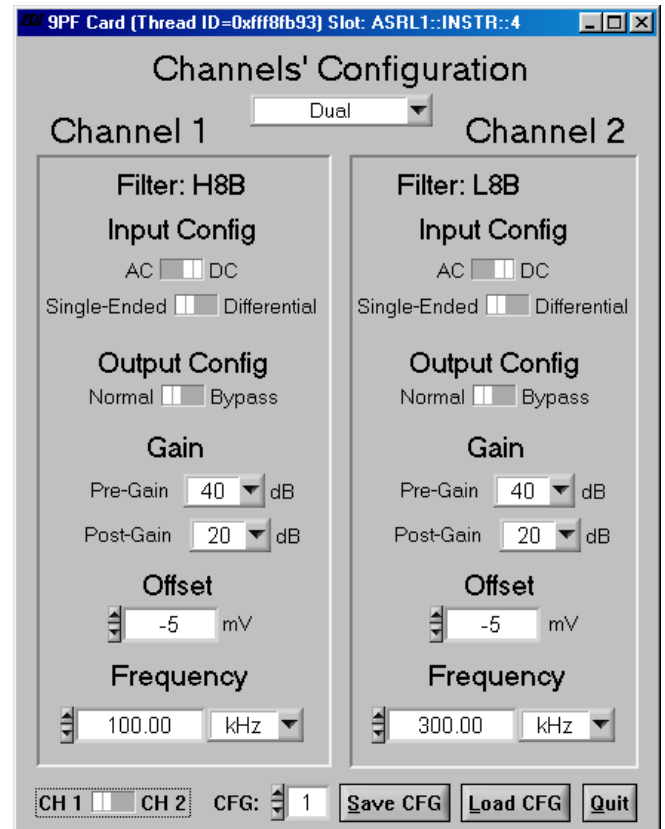 9PF Card (Thread ID=0xfff8fb93) Slot: ASRL1::INSTR::4
Channels' Configuration
Dual
Channel 1
Channel 2
Filter: H8B
Input Config
AC DC
Single-Ended Differential
Output Config
Normal Bypass
Gain
Pre-Gain 40 dB
Post-Gain 20 dB
Offset
-5 mV
Frequency
100.00 kHz
Filter: L8B
Input Config
AC DC
Single-Ended Differential
Output Config
Normal Bypass
Gain
Pre-Gain 40 dB
Post-Gain 20 dB
Offset
-5 mV
Frequency
300.00 kHz
CH 1 CH 2 CFG: 1 Save CFG Load CFG Quit